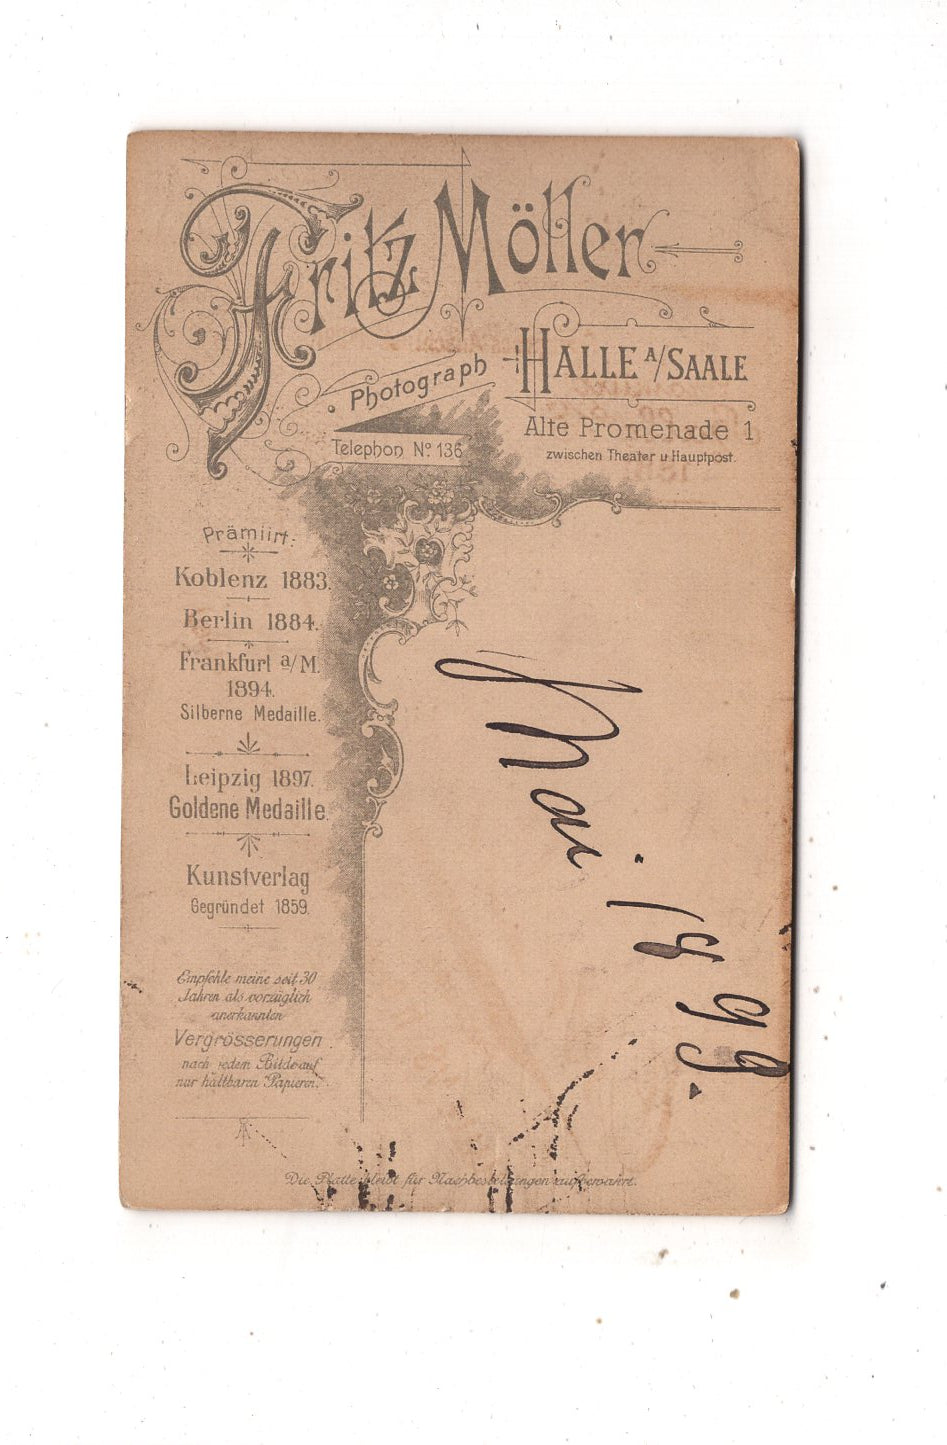 Fritz Möller
Photograph
Telephon No. 136
HALLE a/SAALE
Alte Promenade 1
zwischen Theater u Hauptpost.
Prämiirt:
Koblenz 1883.
Berlin 1884.
Frankfurt a/M.
1894.
Silberne Medaille.
Leipzig 1897.
Goldene Medaille.
Kunstverlag
Gegründet 1859.
Empfehle meine seit 30
Jahren als vorzüglich
anerkannten
Vergrösserungen
nach jedem Bilde auf
nur haltbaren Papieren.
Die Platte bleibt für Nachbestellungen aufbewahrt.
Mai 1899.